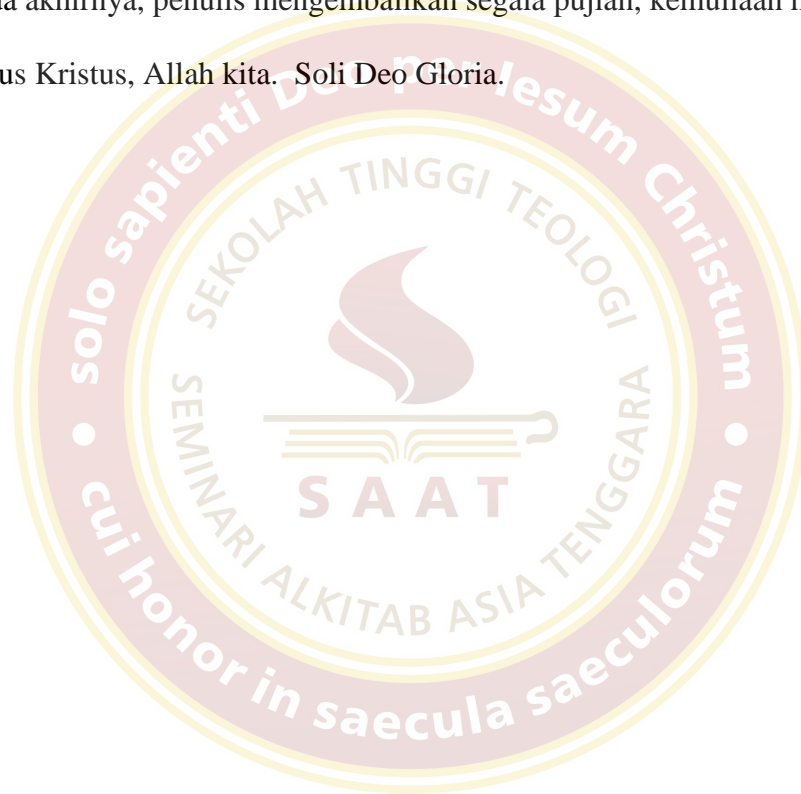 akhirnya, penulis mengembalikan segala pujian, kemuliaan
us Kristus, Allah kita. Soli Deo Gloria.
solo sapienti Deo per Iesum Christum
SEKOLAH TINGGI TEOLOGI
SAAT
SEMINARI ALKITAB ASIA TENGGARA
cui honor in saecula saeculorum